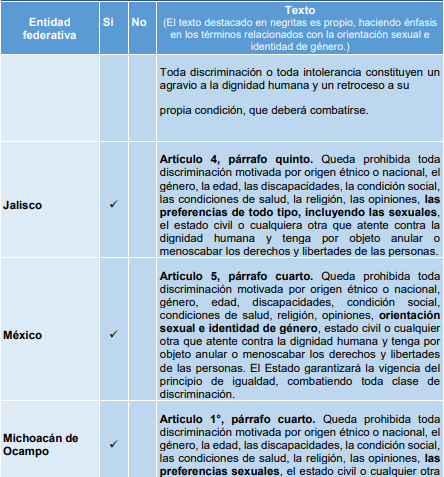 Entidad
federativa
Si
No
Texto
(El texto destacado en negritas es propio, haciendo énfasis
en los términos relacionados con la orientación sexual e
identidad de género.)
Toda discriminación o toda intolerancia constituyen un
agravio a la dignidad humana y un retroceso a su
propia condición, que deberá combatirse.
Jalisco
✓
Artículo 4, párrafo quinto. Queda prohibida toda
discriminación motivada por origen étnico o nacional, el
género, la edad, las discapacidades, la condición social,
las condiciones de salud, la religión, las opiniones, las
preferencias de todo tipo, incluyendo las sexuales,
el estado civil o cualquiera otra que atente contra la
dignidad humana y tenga por objeto anular o
menoscabar los derechos y libertades de las personas.
México
✓
Artículo 5, párrafo cuarto. Queda prohibida toda
discriminación motivada por origen étnico o nacional,
género, edad, discapacidades, condición social,
condiciones de salud, religión, opiniones, orientación
sexual e identidad de género, estado civil o cualquier
otra que atente contra la dignidad humana y tenga por
objeto anular o menoscabar los derechos y libertades
de las personas. El Estado garantizará la vigencia del
principio de igualdad, combatiendo toda clase de
discriminación.
Michoacán de
Ocampo
✓
Artículo 1°, párrafo cuarto. Queda prohibida toda
discriminación motivada por origen étnico o nacional, el
género, la edad, las discapacidades, la condición social,
las condiciones de salud, la religión, las opiniones, las
preferencias sexuales, el estado civil o cualquier otra